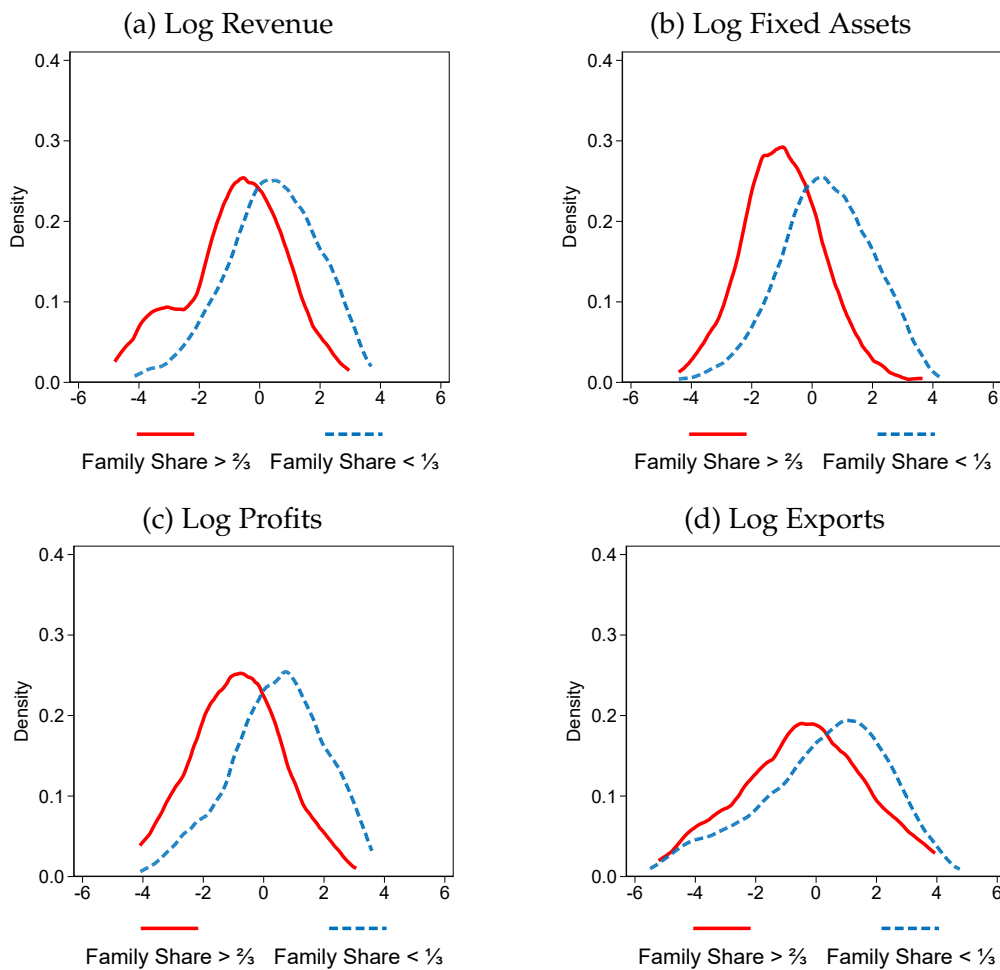 (a) Log Revenue
0.4
0.3
0.2
0.1
0.0
Density
-6 -4 -2 0 2 4 6
Family Share > ⅔ Family Share < ⅓
(b) Log Fixed Assets
0.4
0.3
0.2
0.1
0.0
Density
-6 -4 -2 0 2 4 6
Family Share > ⅔ Family Share < ⅓
(c) Log Profits
0.4
0.3
0.2
0.1
0.0
Density
-6 -4 -2 0 2 4 6
Family Share > ⅔ Family Share < ⅓
(d) Log Exports
0.4
0.3
0.2
0.1
0.0
Density
-6 -4 -2 0 2 4 6
Family Share > ⅔ Family Share < ⅓